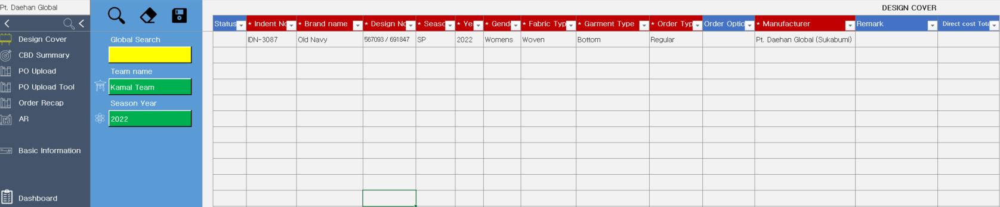 Pt. Daehan Global
DESIGN COVER
Status * Indent No * Brand name * Design No * Seasc * Ye * Gend * Fabric Typ * Garment Type * Order Typ Order Optio * Manufacturer Remark Direct cost Tota
IDN-3087 Old Navy 567093 / 691847 SP 2022 Womens Woven Bottom Regular Pt. Daehan Global (Sukabumi)
Design Cover
CBD Summary
PO Upload
PO Upload Tool
Order Recap
AR
Basic Information
Dashboard
Global Search
Team name
Kamal Team
Season Year
2022